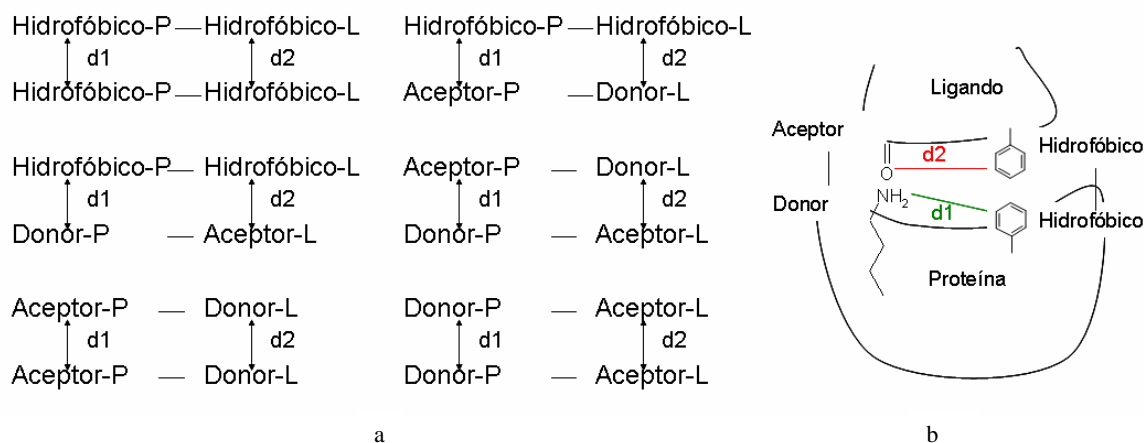 Hidrofóbico-P — Hidrofóbico-L
d1 d2
Hidrofóbico-P — Hidrofóbico-L
Hidrofóbico-P — Hidrofóbico-L
d1 d2
Aceptor-P — Donor-L
Hidrofóbico-P — Hidrofóbico-L
d1 d2
Donor-P — Aceptor-L
Aceptor-P — Donor-L
d1 d2
Donor-P — Aceptor-L
Aceptor-P — Donor-L
d1 d2
Aceptor-P — Donor-L
Donor-P — Aceptor-L
d1 d2
Donor-P — Aceptor-L
a
Ligando
Aceptor
Hidrofóbico
d2
O
NH2
Donor
d1
Hidrofóbico
Proteína
b